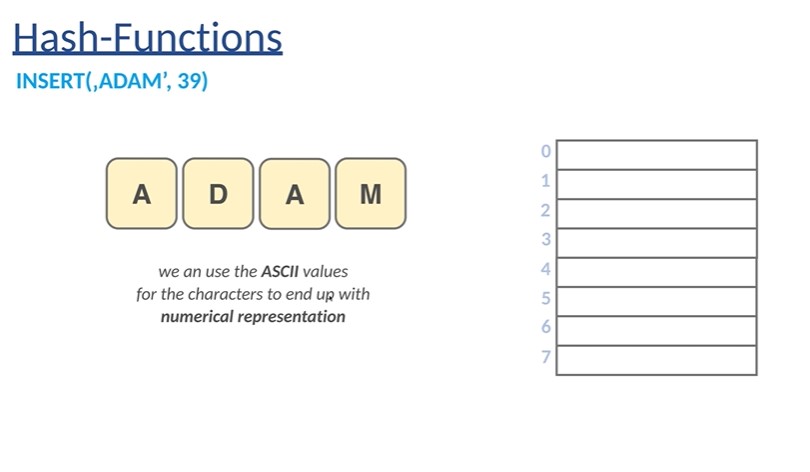 Hash-Functions
INSERT(‚ADAM’, 39)
A D A M
we an use the ASCII values
for the characters to end up with
numerical representation
0
1
2
3
4
5
6
7